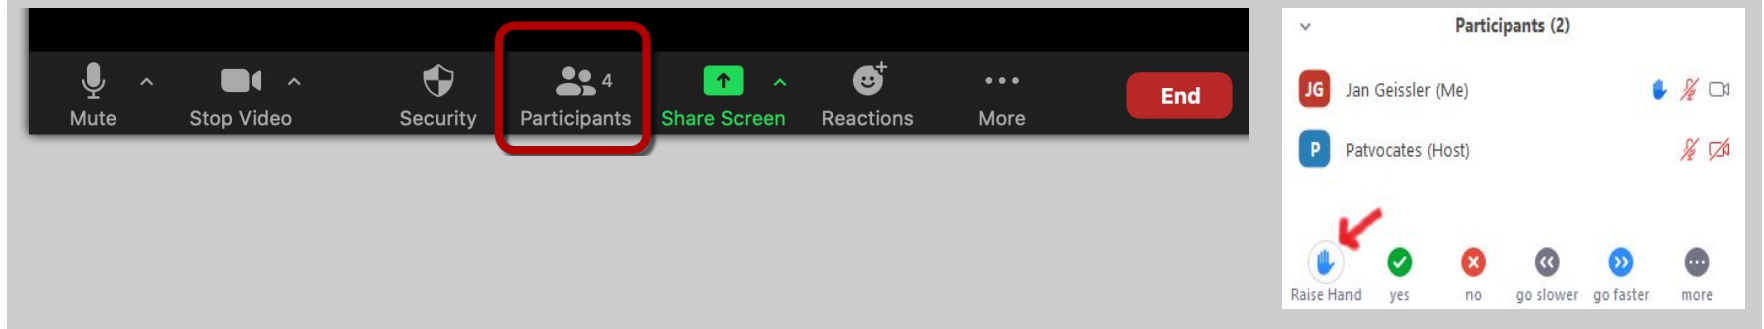 4
Mute
Stop Video
Security
Participants
Share Screen
Reactions
More
End
Participants (2)
JG Jan Geissler (Me)
P Patvocates (Host)
Raise Hand yes no go slower go faster more